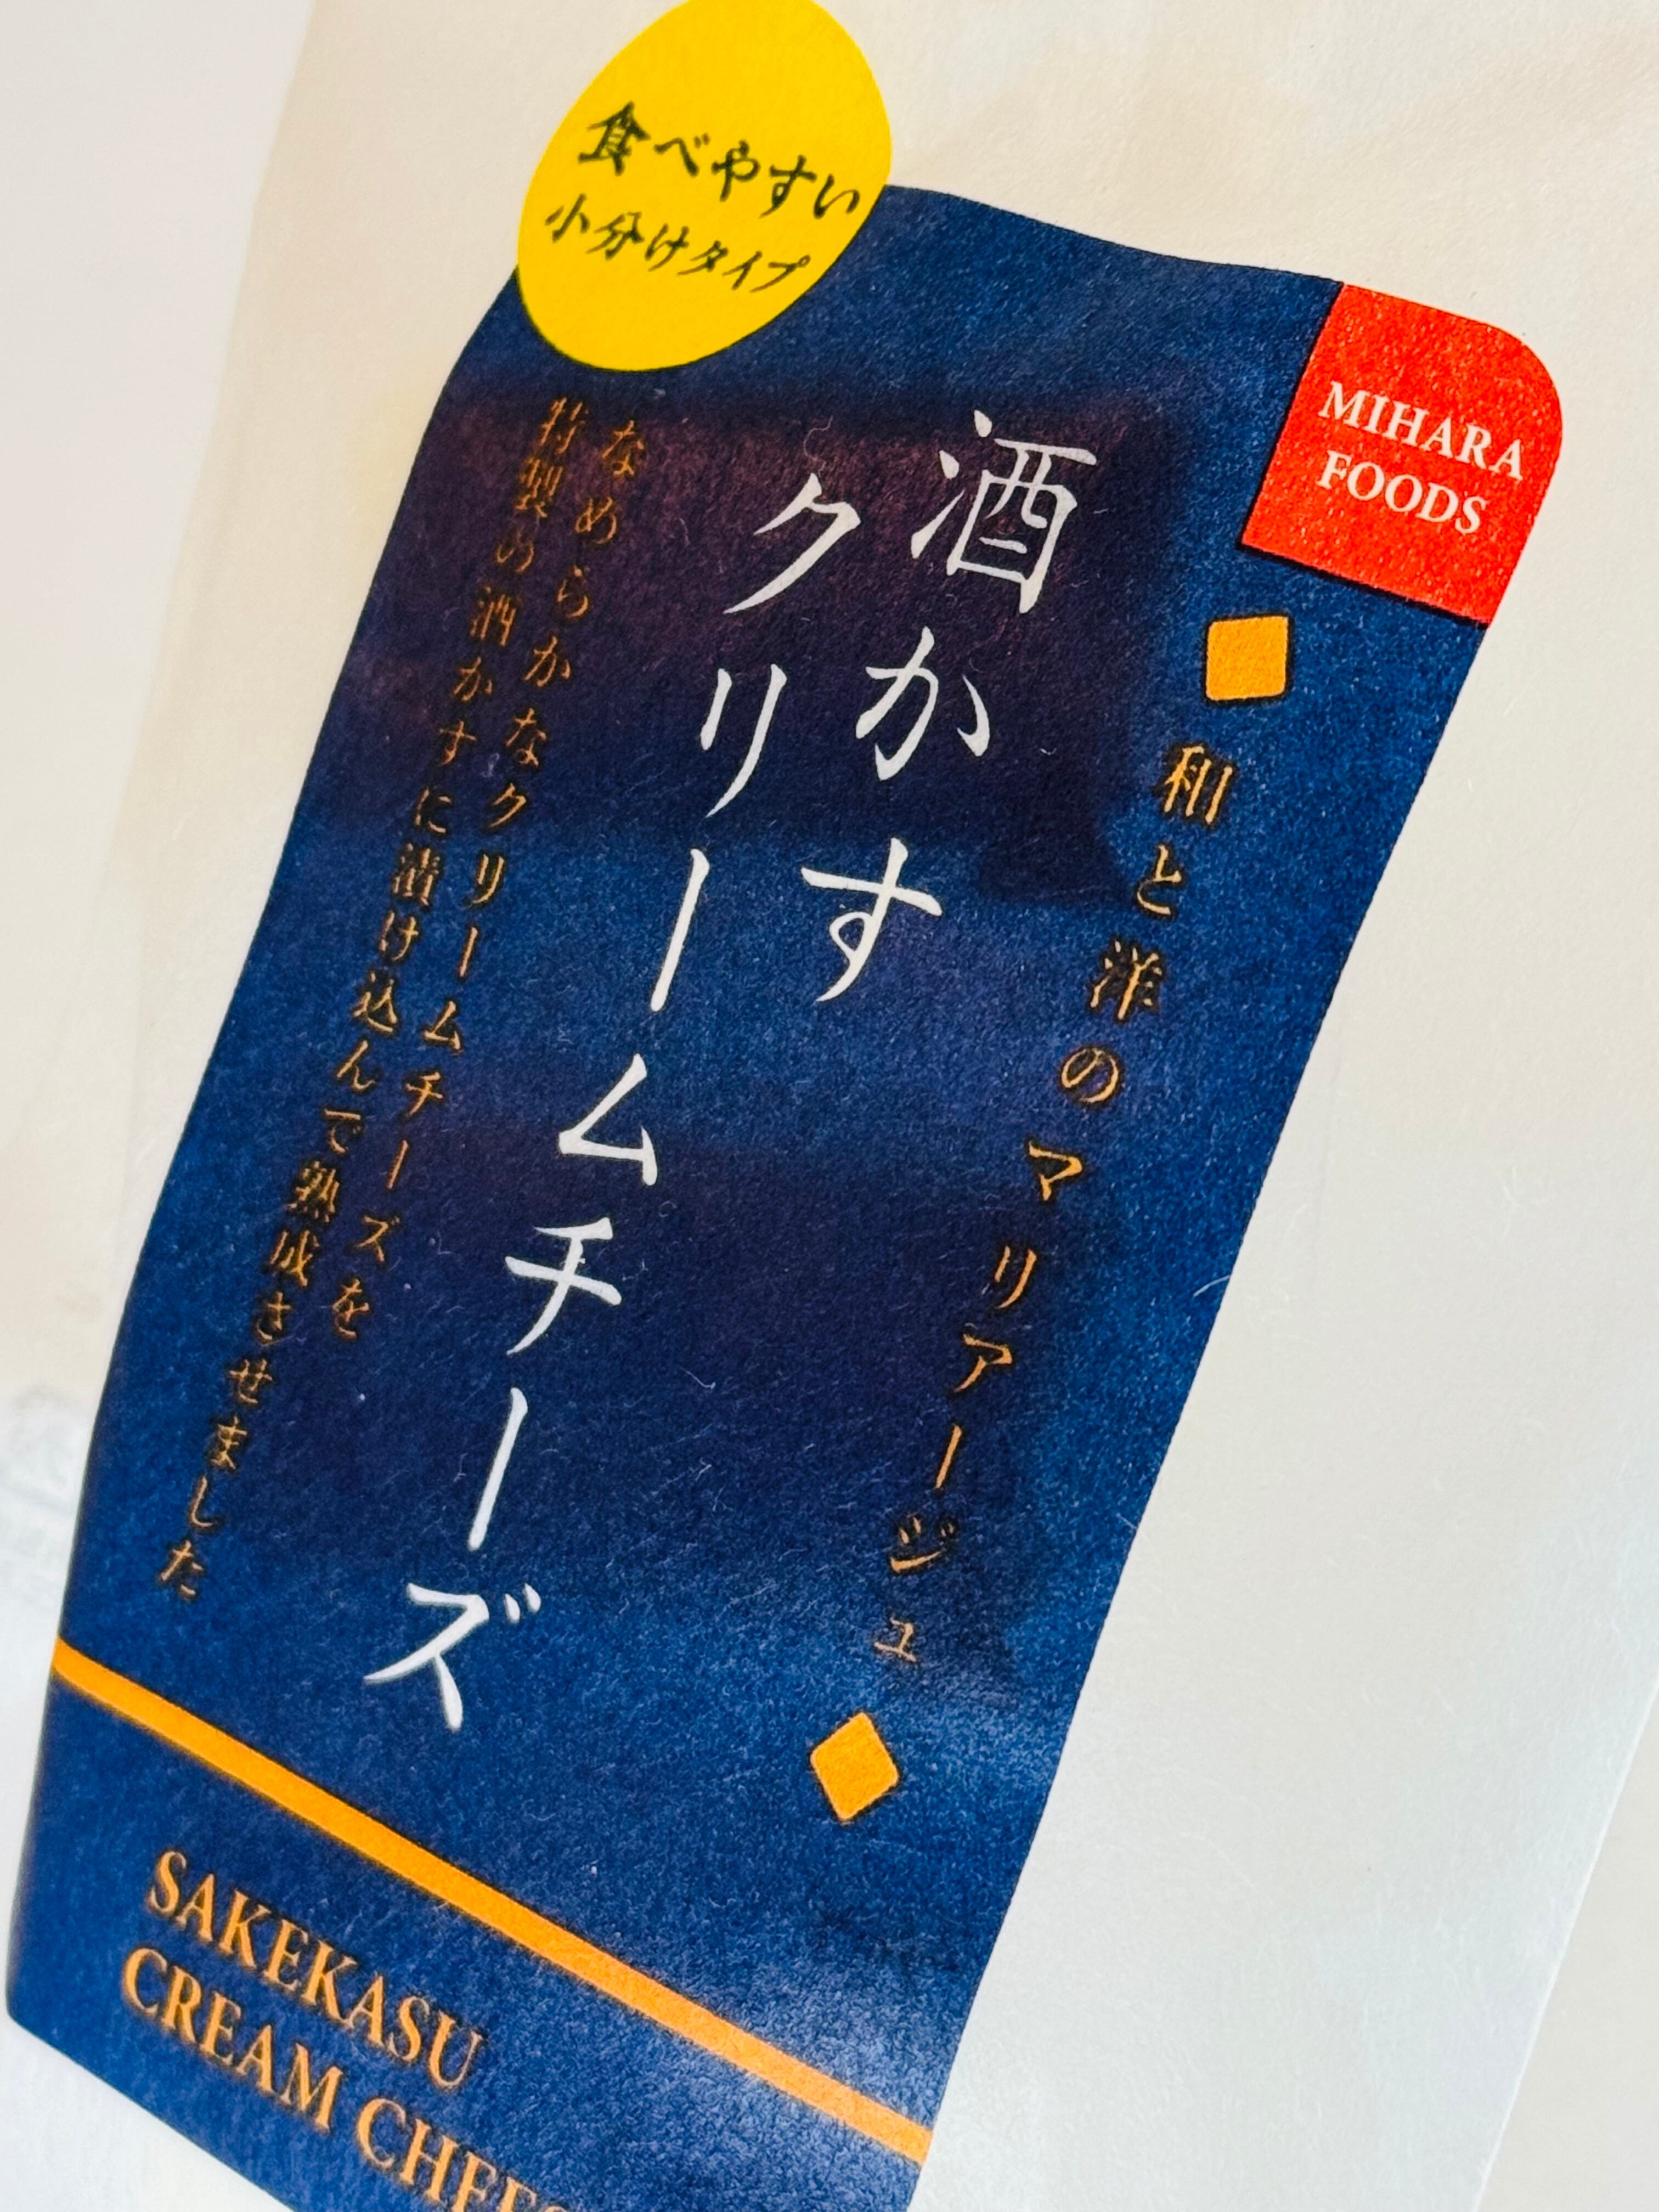 食べやすい
小分けタイプ
MIHARA
FOODS
和と洋のマリアージュ
酒かす
クリームチーズ
なめらかなクリームチーズを
特製の酒かすに漬け込んで熟成させました
SAKEKASU
CREAM CHEES